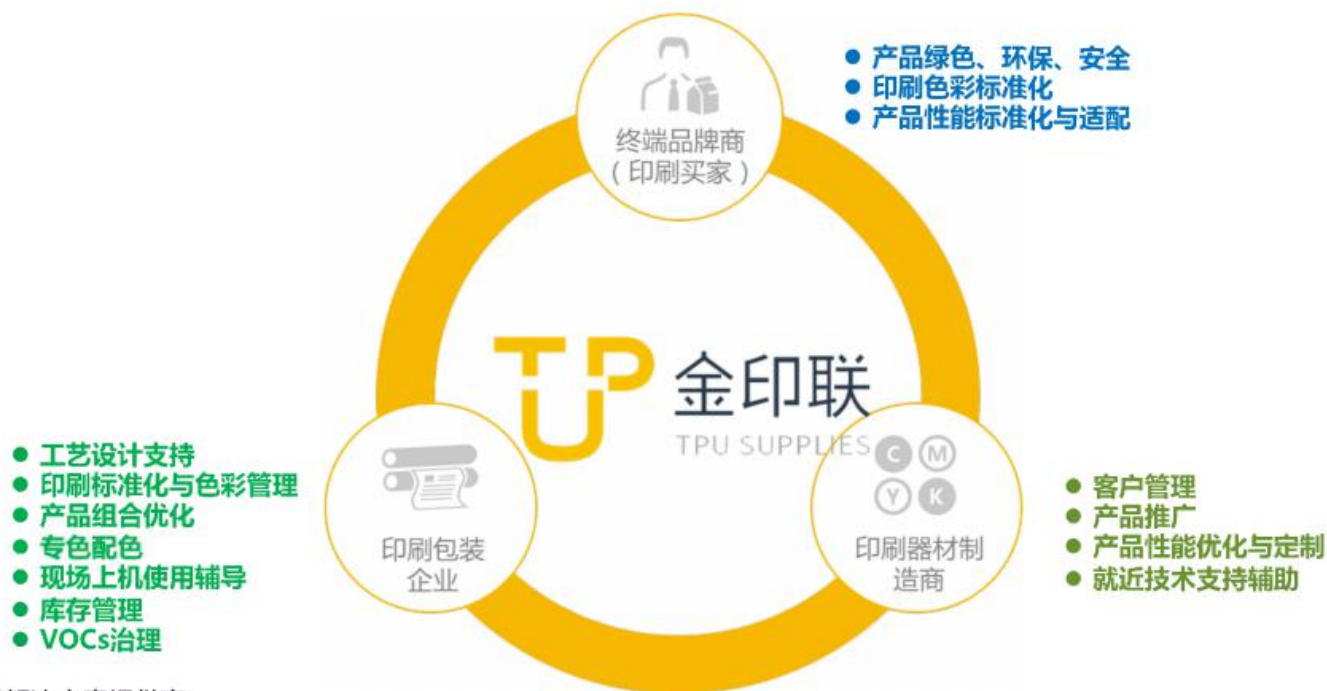 终端品牌商
（印刷买家）
● 产品绿色、环保、安全
● 印刷色彩标准化
● 产品性能标准化与适配
TUP 金印联
TPU SUPPLIES
● 工艺设计支持
● 印刷标准化与色彩管理
● 产品组合优化
● 专色配色
● 现场上机使用辅导
● 库存管理
● VOCs治理
印刷包装
企业
C M
Y K
印刷器材制
造商
● 客户管理
● 产品推广
● 产品性能优化与定制
● 就近技术支持辅助